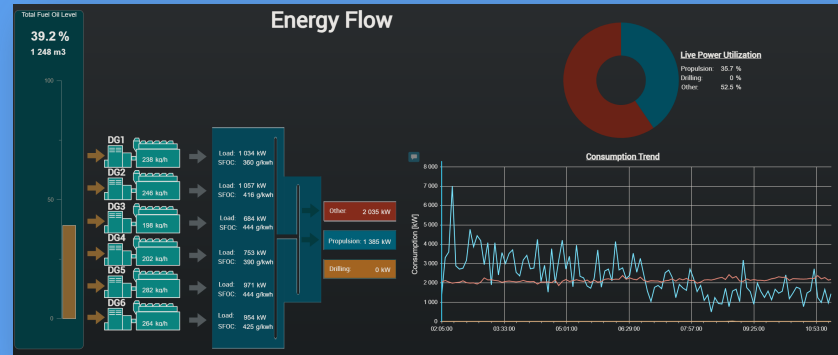 Total Fuel Oil Level
Energy Flow
39.2 %
1 248 m3
100
50
0
DG1
238 kg/h
Load: 1 034 kW
SFOC: 360 g/kwh
DG2
246 kg/h
Load: 1 057 kW
SFOC: 416 g/kwh
DG3
198 kg/h
Load: 684 kW
SFOC: 444 g/kwh
DG4
202 kg/h
Load: 753 kW
SFOC: 390 g/kwh
DG5
282 kg/h
Load: 971 kW
SFOC: 444 g/kwh
DG6
264 kg/h
Load: 954 kW
SFOC: 425 g/kwh
Other: 2 035 kW
Propulsion: 1 385 kW
Drilling: 0 kW
Live Power Utilization
Propulsion: 35.7 %
Drilling: 0 %
Other: 52.5 %
Consumption Trend
Consumption [kW]
8 000
7 000
6 000
5 000
4 000
3 000
2 000
1 000
0
02:05:00 03:33:00 05:01:00 06:29:00 07:57:00 09:25:00 10:53:00